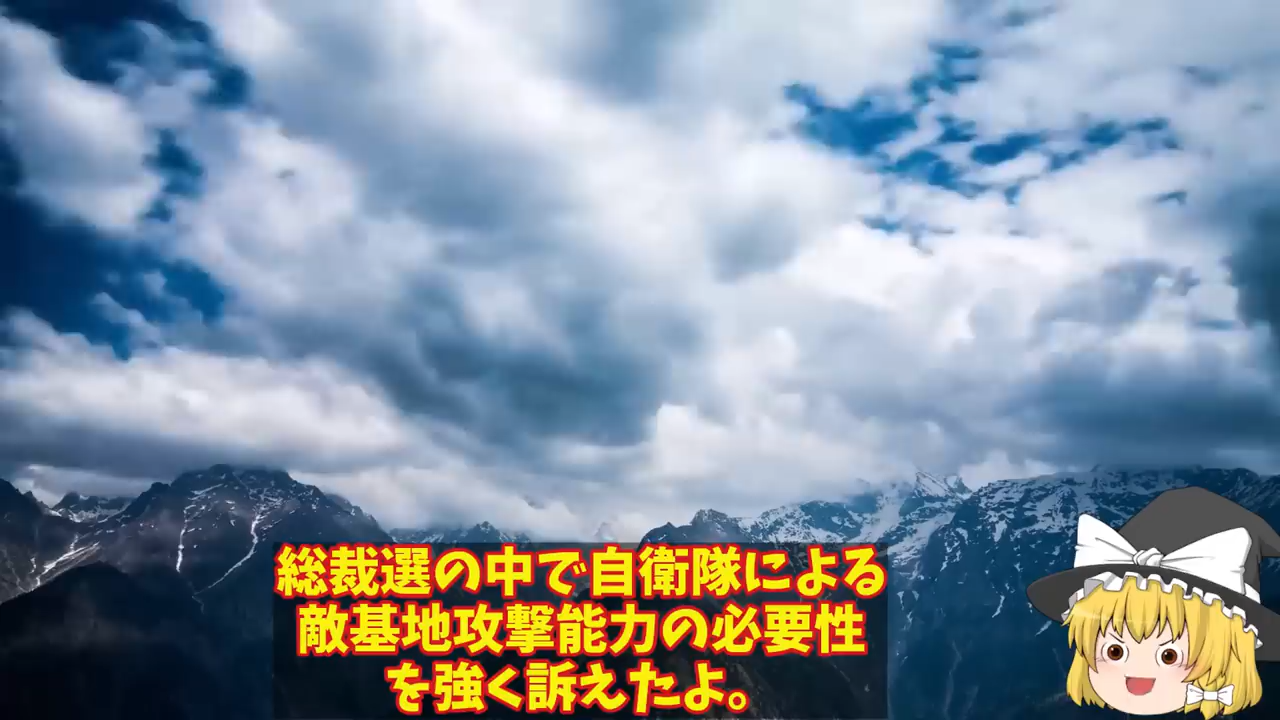 総裁選の中で自衛隊による
敵基地攻撃能力の必要性
を強く訴えたよ。